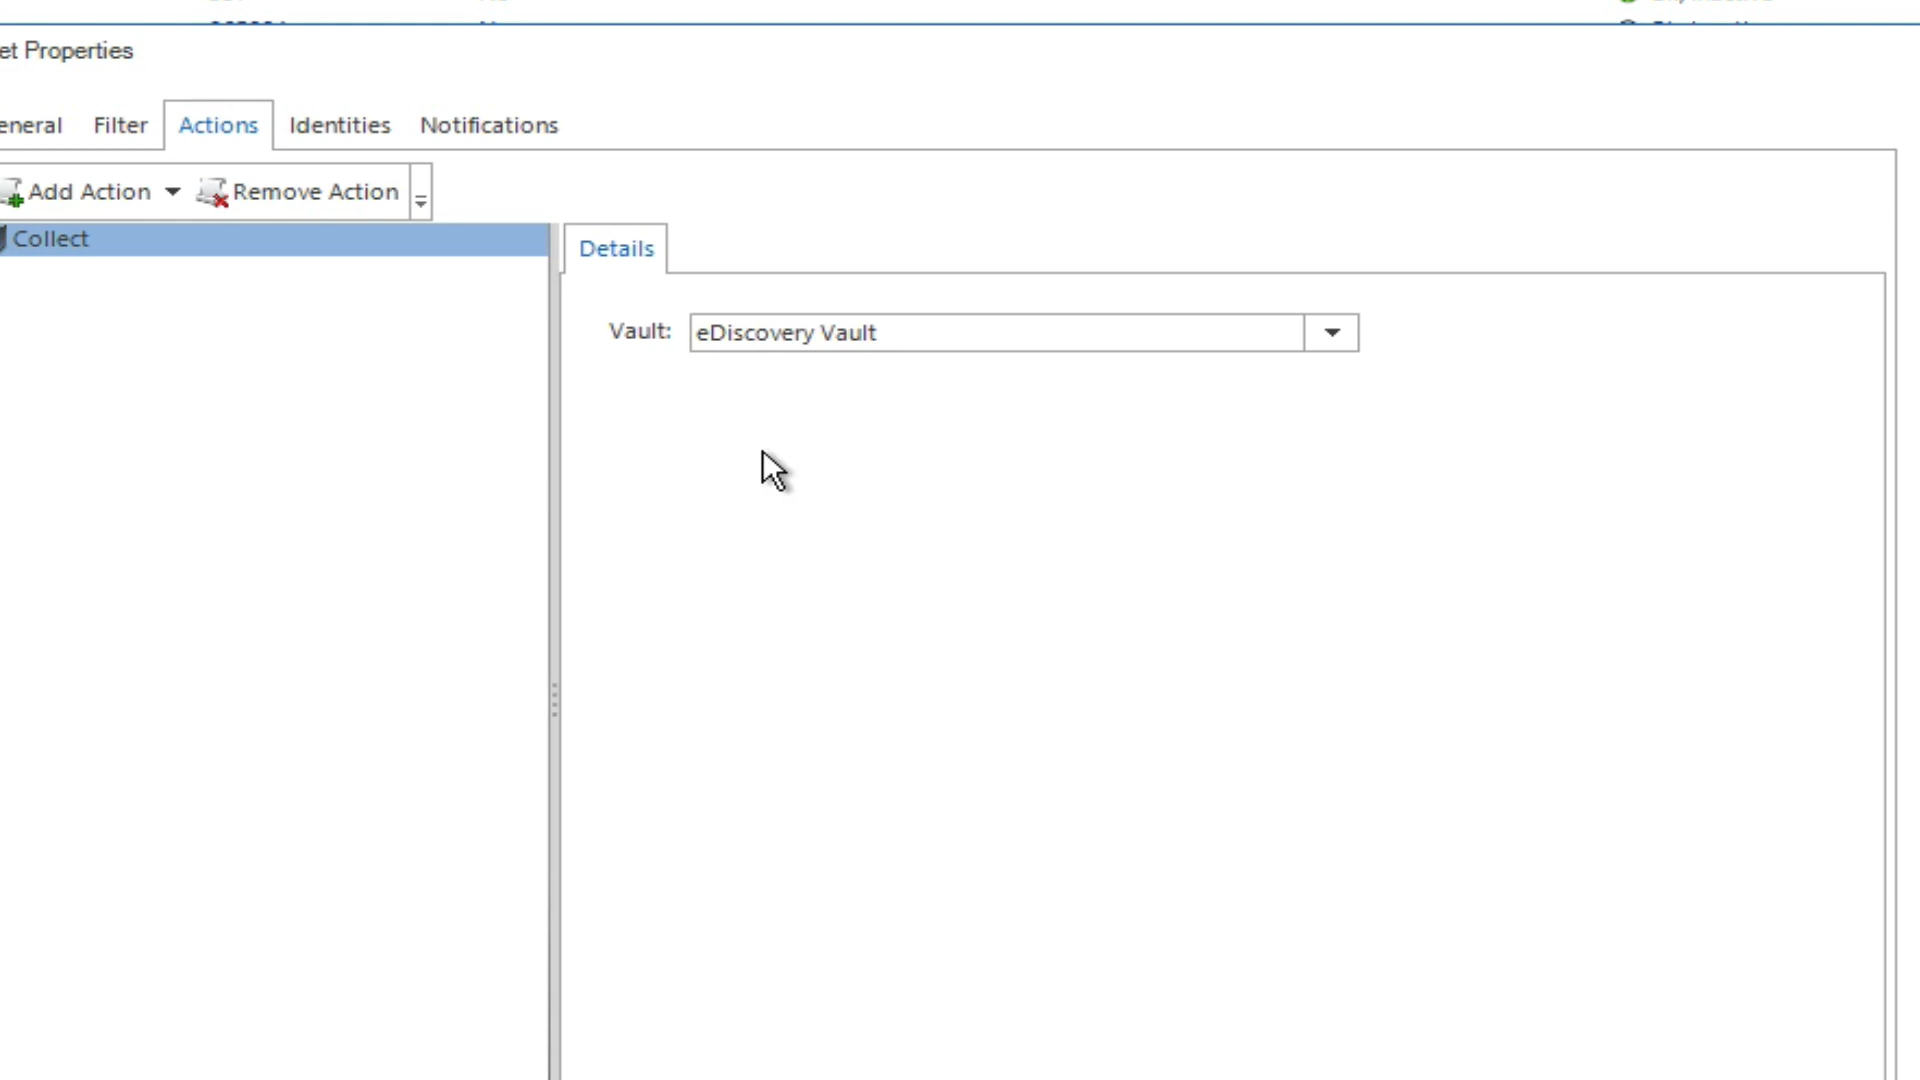 et Properties
eneral Filter Actions Identities Notifications
Add Action Remove Action
Collect
Details
Vault: eDiscovery Vault